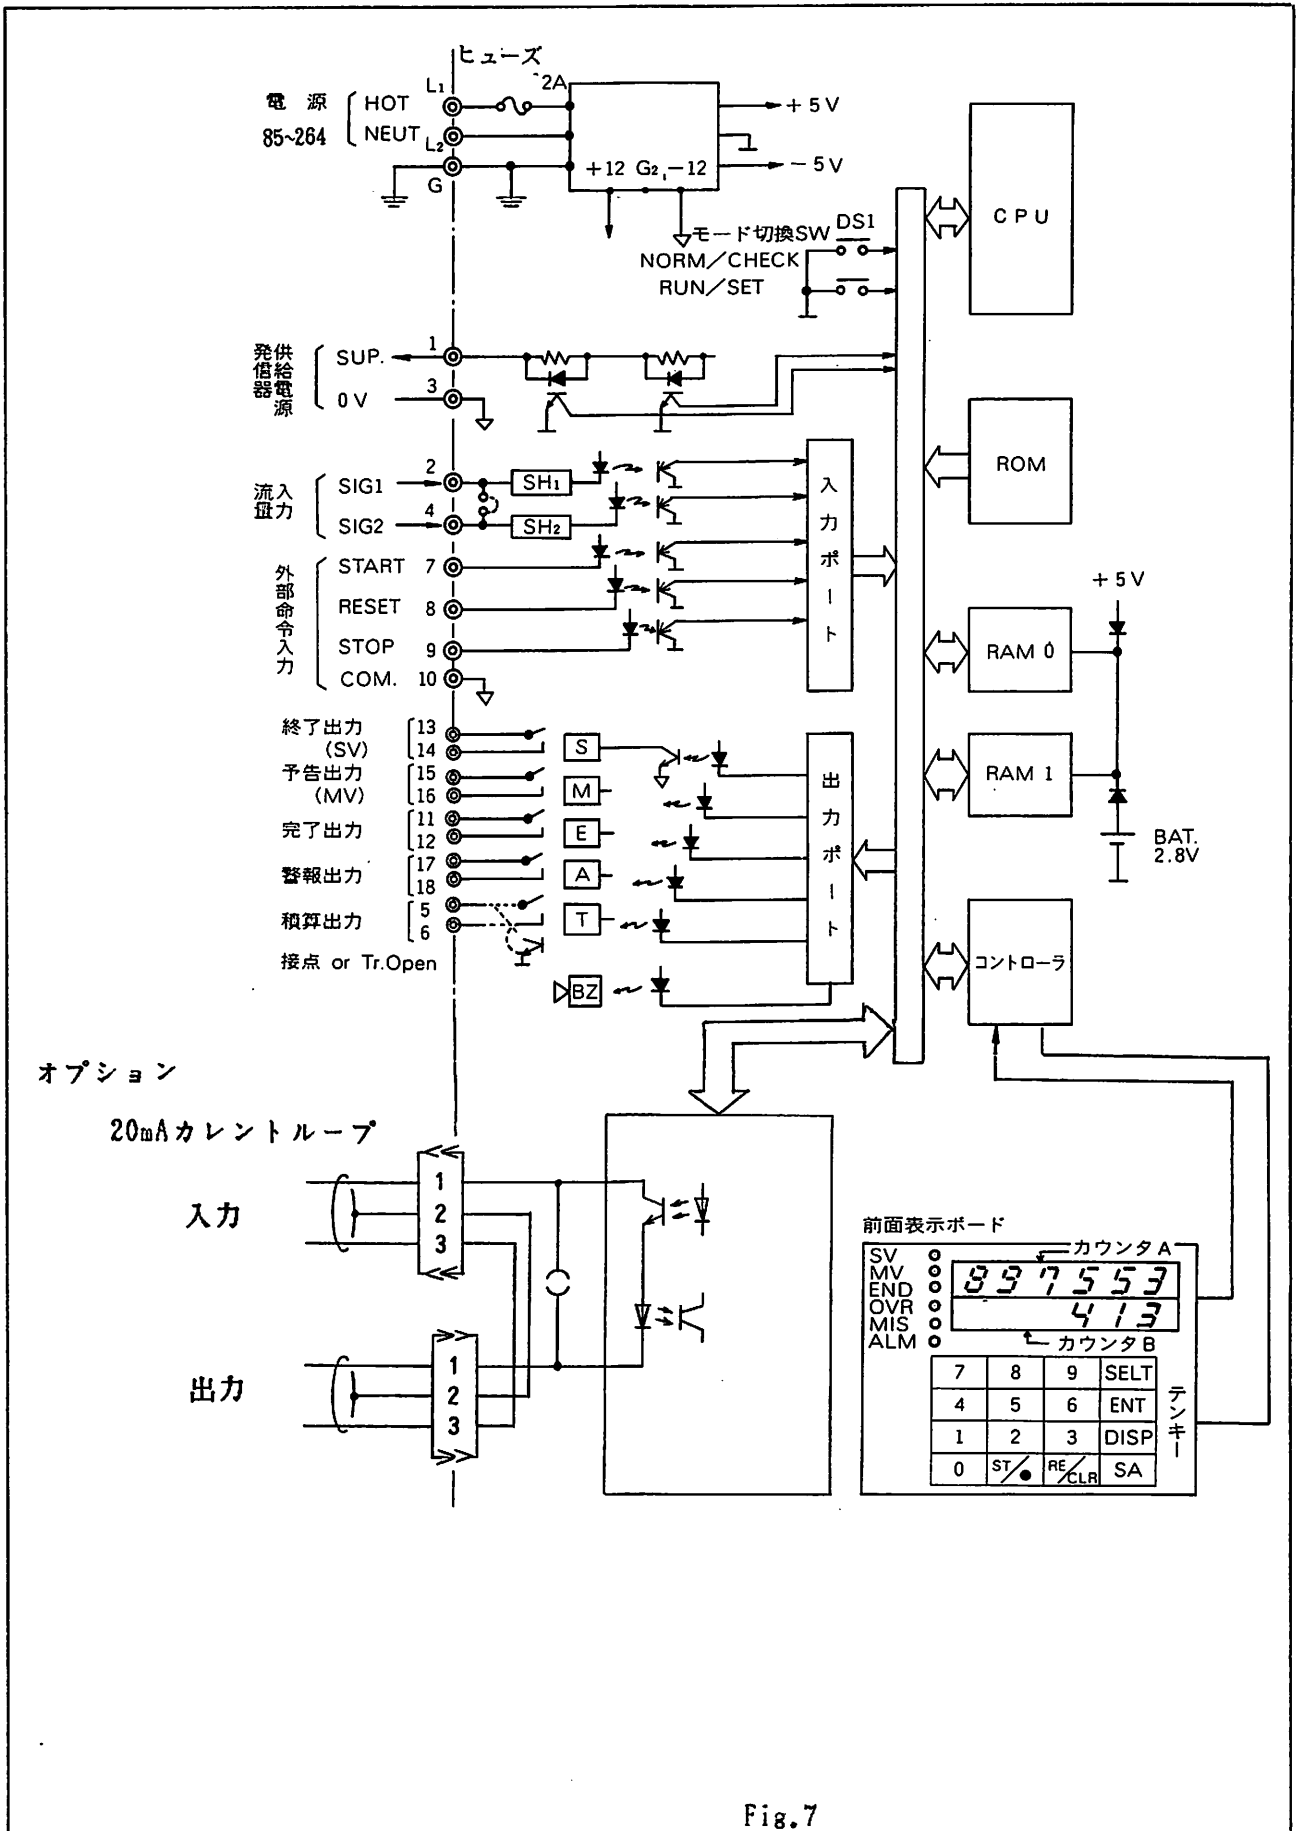 ヒューズ
2A
電源
85~264
HOT
NEUT
L1
L2
G
+5V
-5V
+12 G2 -12
モード切換SW
DS1
NORM/CHECK
RUN/SET
CPU
発信器
供給電源
SUP.
1
0V
3
流量
入力
SIG1
2
SIG2
4
SH1
SH2
外部命令入力
START 7
RESET 8
STOP 9
COM. 10
入力ポート
ROM
+5V
RAM 0
RAM 1
BAT.
2.8V
終了出力
(SV)
13
14
S
予告出力
(MV)
15
16
M
完了出力
11
12
E
警報出力
17
18
A
積算出力
5
6
T
接点 or Tr.Open
BZ
出力ポート
コントローラ
オプション
20mAカレントループ
入力
1
2
3
出力
1
2
3
前面表示ボード
SV
MV
END
OVR
MIS
ALM
カウンタA
897553
413
カウンタB
7 8 9 SELT
4 5 6 ENT
1 2 3 DISP
0 ST/● RE/CLR SA
テンキー
Fig.7